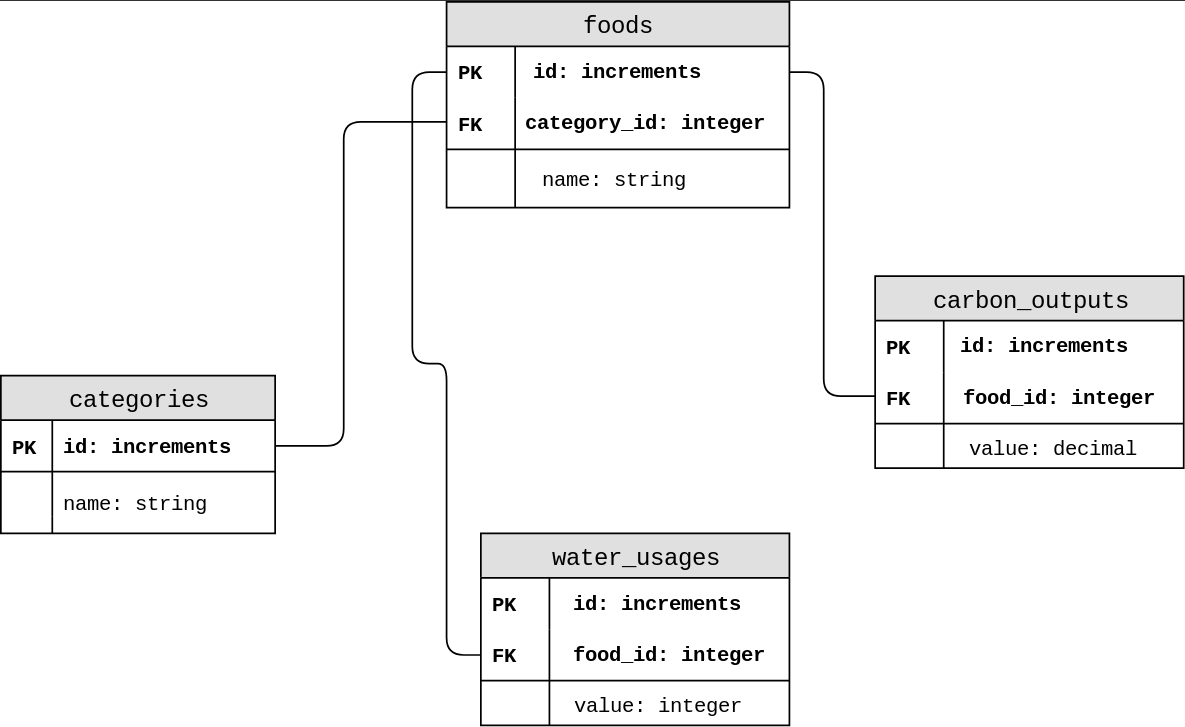 foods
PK id: increments
FK category_id: integer
name: string
carbon_outputs
PK id: increments
FK food_id: integer
value: decimal
categories
PK id: increments
name: string
water_usages
PK id: increments
FK food_id: integer
value: integer